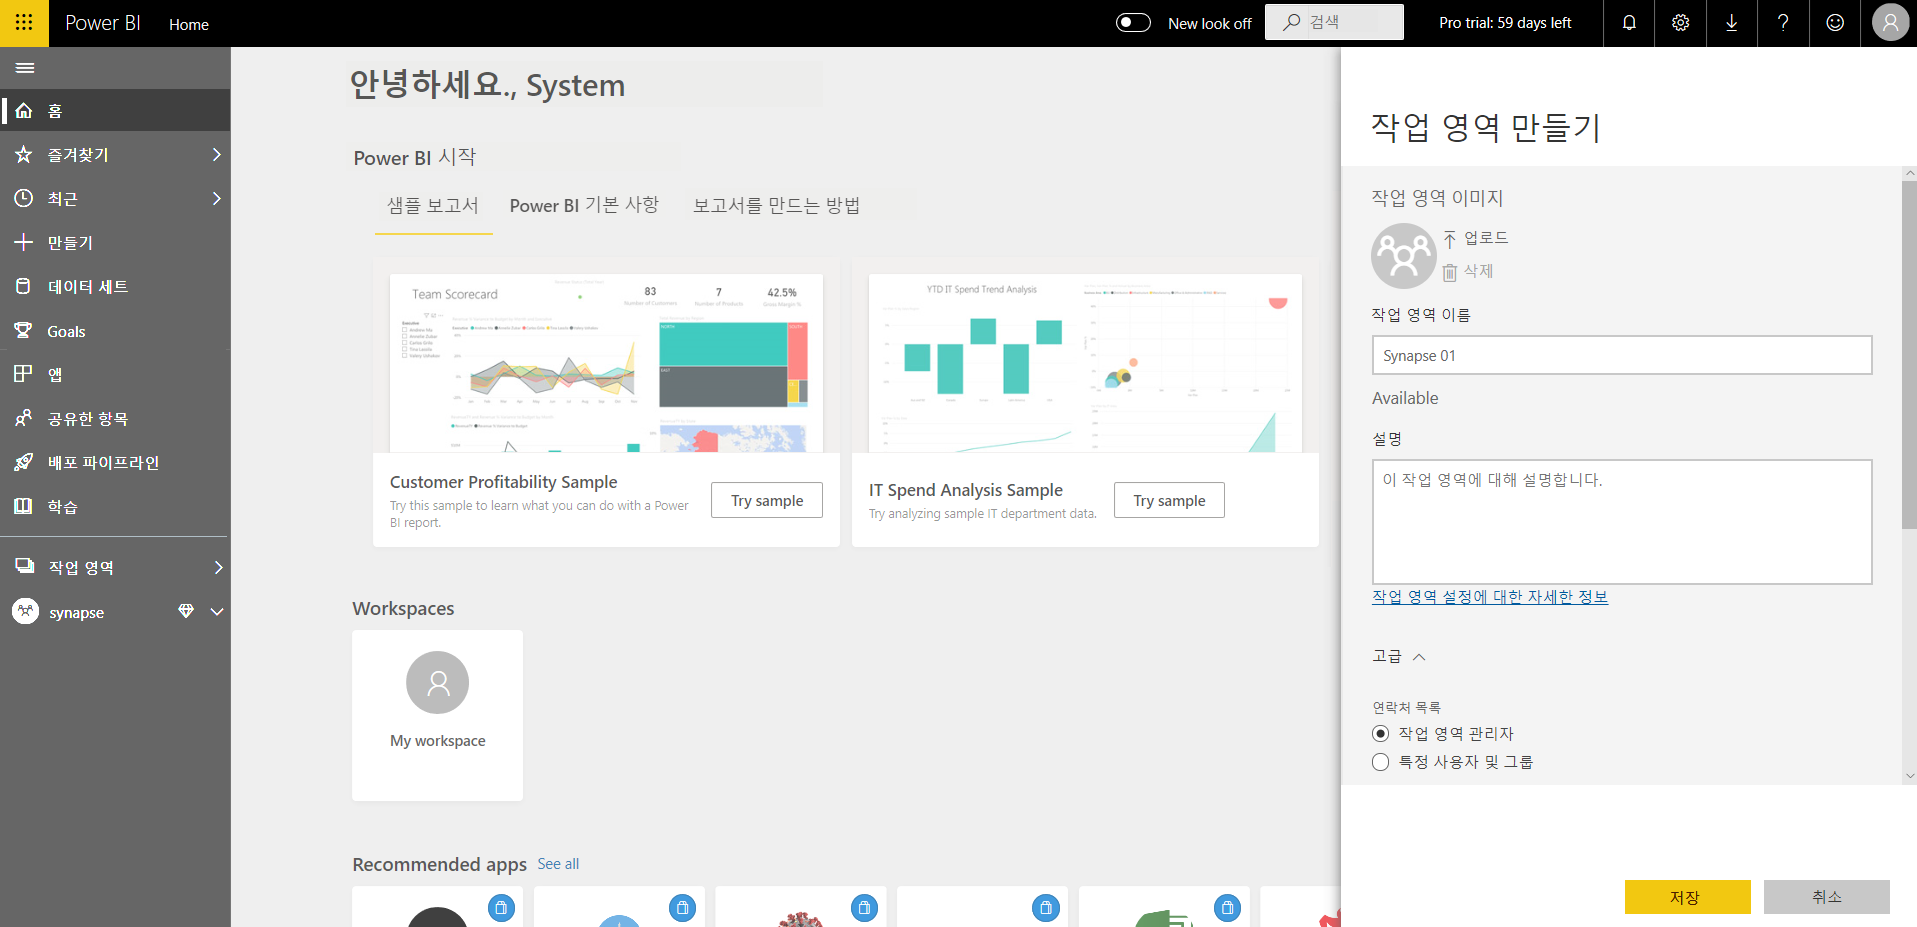 Power BI
Home
New look off
검색
Pro trial: 59 days left
?
홈
즐겨찾기
최근
만들기
데이터 세트
Goals
앱
공유한 항목
배포 파이프라인
학습
작업 영역
synapse
안녕하세요., System
Power BI 시작
샘플 보고서
Power BI 기본 사항
보고서를 만드는 방법
Team Scorecard
83
Number of Customers
7
Number of Products
42.5%
Gross Margin %
Customer Profitability Sample
Try this sample to learn what you can do with a Power
BI report.
Try sample
YTD IT Spend Trend Analysis
IT Spend Analysis Sample
Try analyzing sample IT department data.
Try sample
Workspaces
My workspace
Recommended apps
See all
작업 영역 만들기
작업 영역 이미지
업로드
삭제
작업 영역 이름
Synapse 01
Available
설명
이 작업 영역에 대해 설명합니다.
작업 영역 설정에 대한 자세한 정보
고급
연락처 목록
작업 영역 관리자
특정 사용자 및 그룹
저장
취소